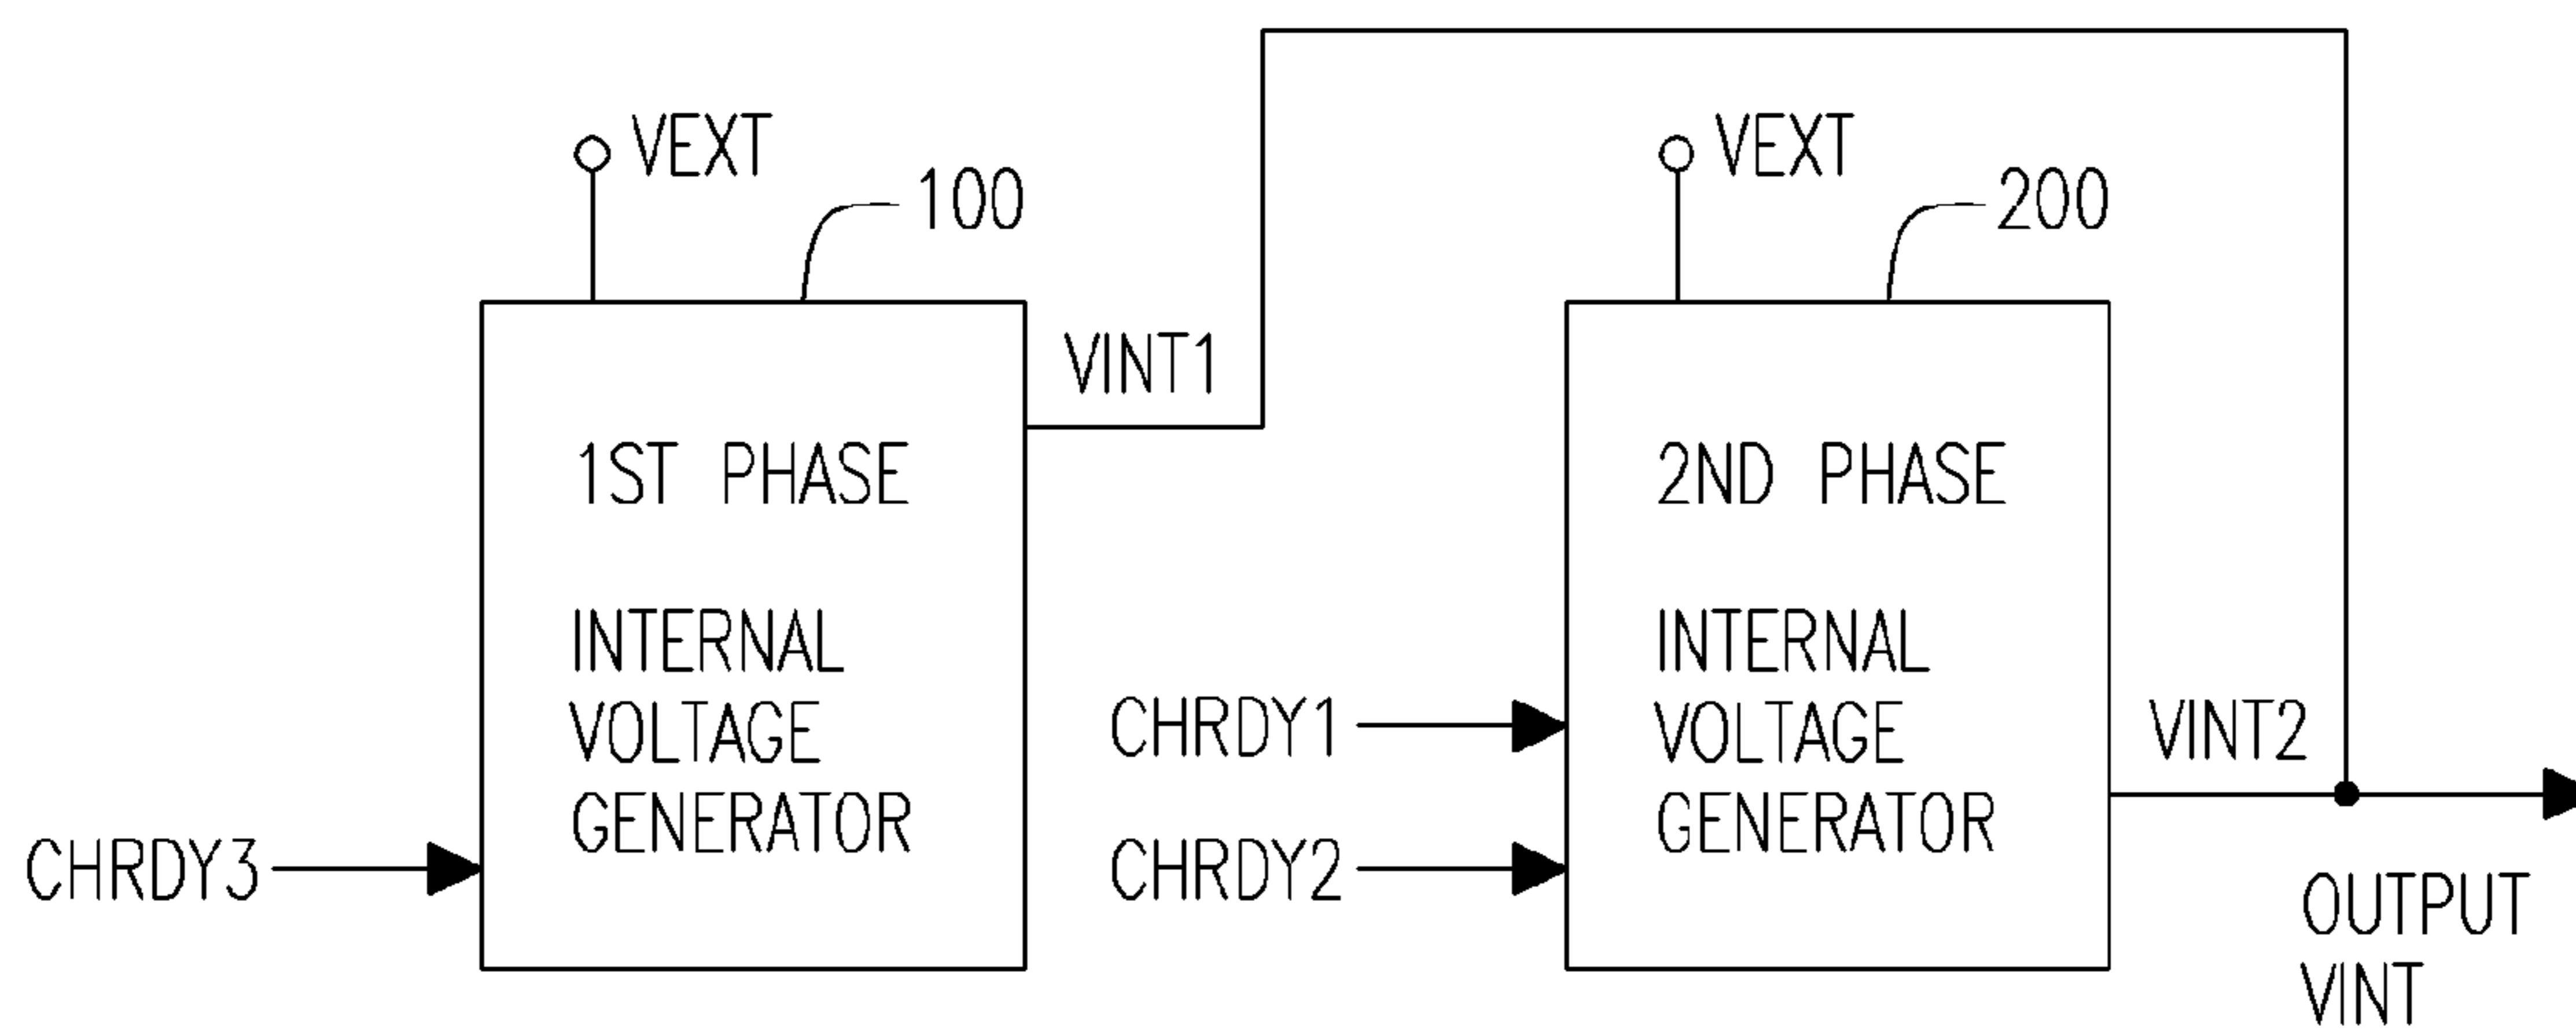 VEXT
100
VINT1
1ST PHASE
INTERNAL
VOLTAGE
GENERATOR
CHRDY3
VEXT
200
2ND PHASE
INTERNAL
VOLTAGE
GENERATOR
CHRDY1
CHRDY2
VINT2
OUTPUT
VINT